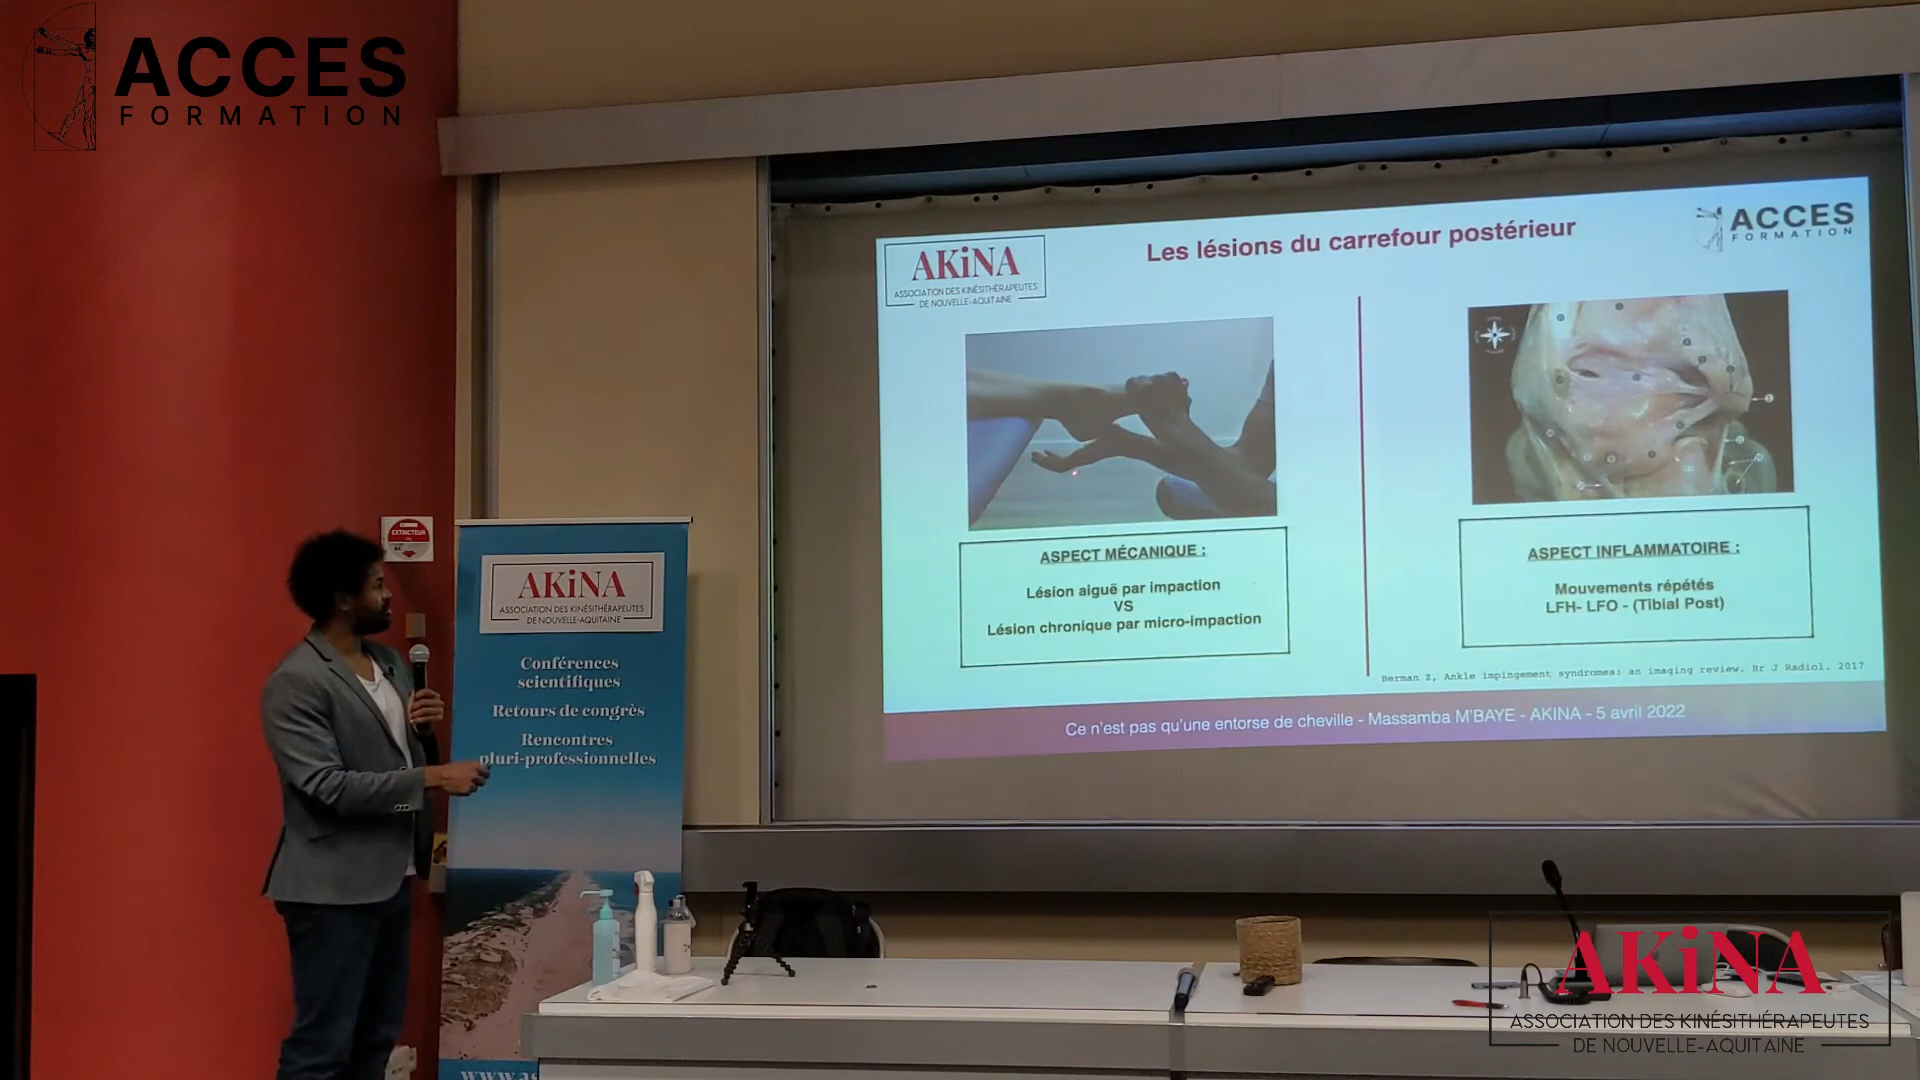 ACCES
FORMATION
AKiNA
ASSOCIATION DES KINÉSITHÉRAPEUTES
DE NOUVELLE-AQUITAINE
Les lésions du carrefour postérieur
ACCES
FORMATION
ASPECT MÉCANIQUE :
Lésion aiguë par impaction
VS
Lésion chronique par micro-impaction
ASPECT INFLAMMATOIRE :
Mouvements répétés
LFH- LFO - (Tibial Post)
Berman Z, Ankle impingement syndromes: an imaging review. Br J Radiol. 2017
Ce n'est pas qu'une entorse de cheville - Massamba M'BAYE - AKINA - 5 avril 2022
EXTINCTEUR
AKiNA
ASSOCIATION DES KINÉSITHÉRAPEUTES
DE NOUVELLE-AQUITAINE
Conférences
scientifiques
Retours de congrès
Rencontres
pluri-professionnelles
AKiNA
ASSOCIATION DES KINÉSITHÉRAPEUTES
DE NOUVELLE-AQUITAINE